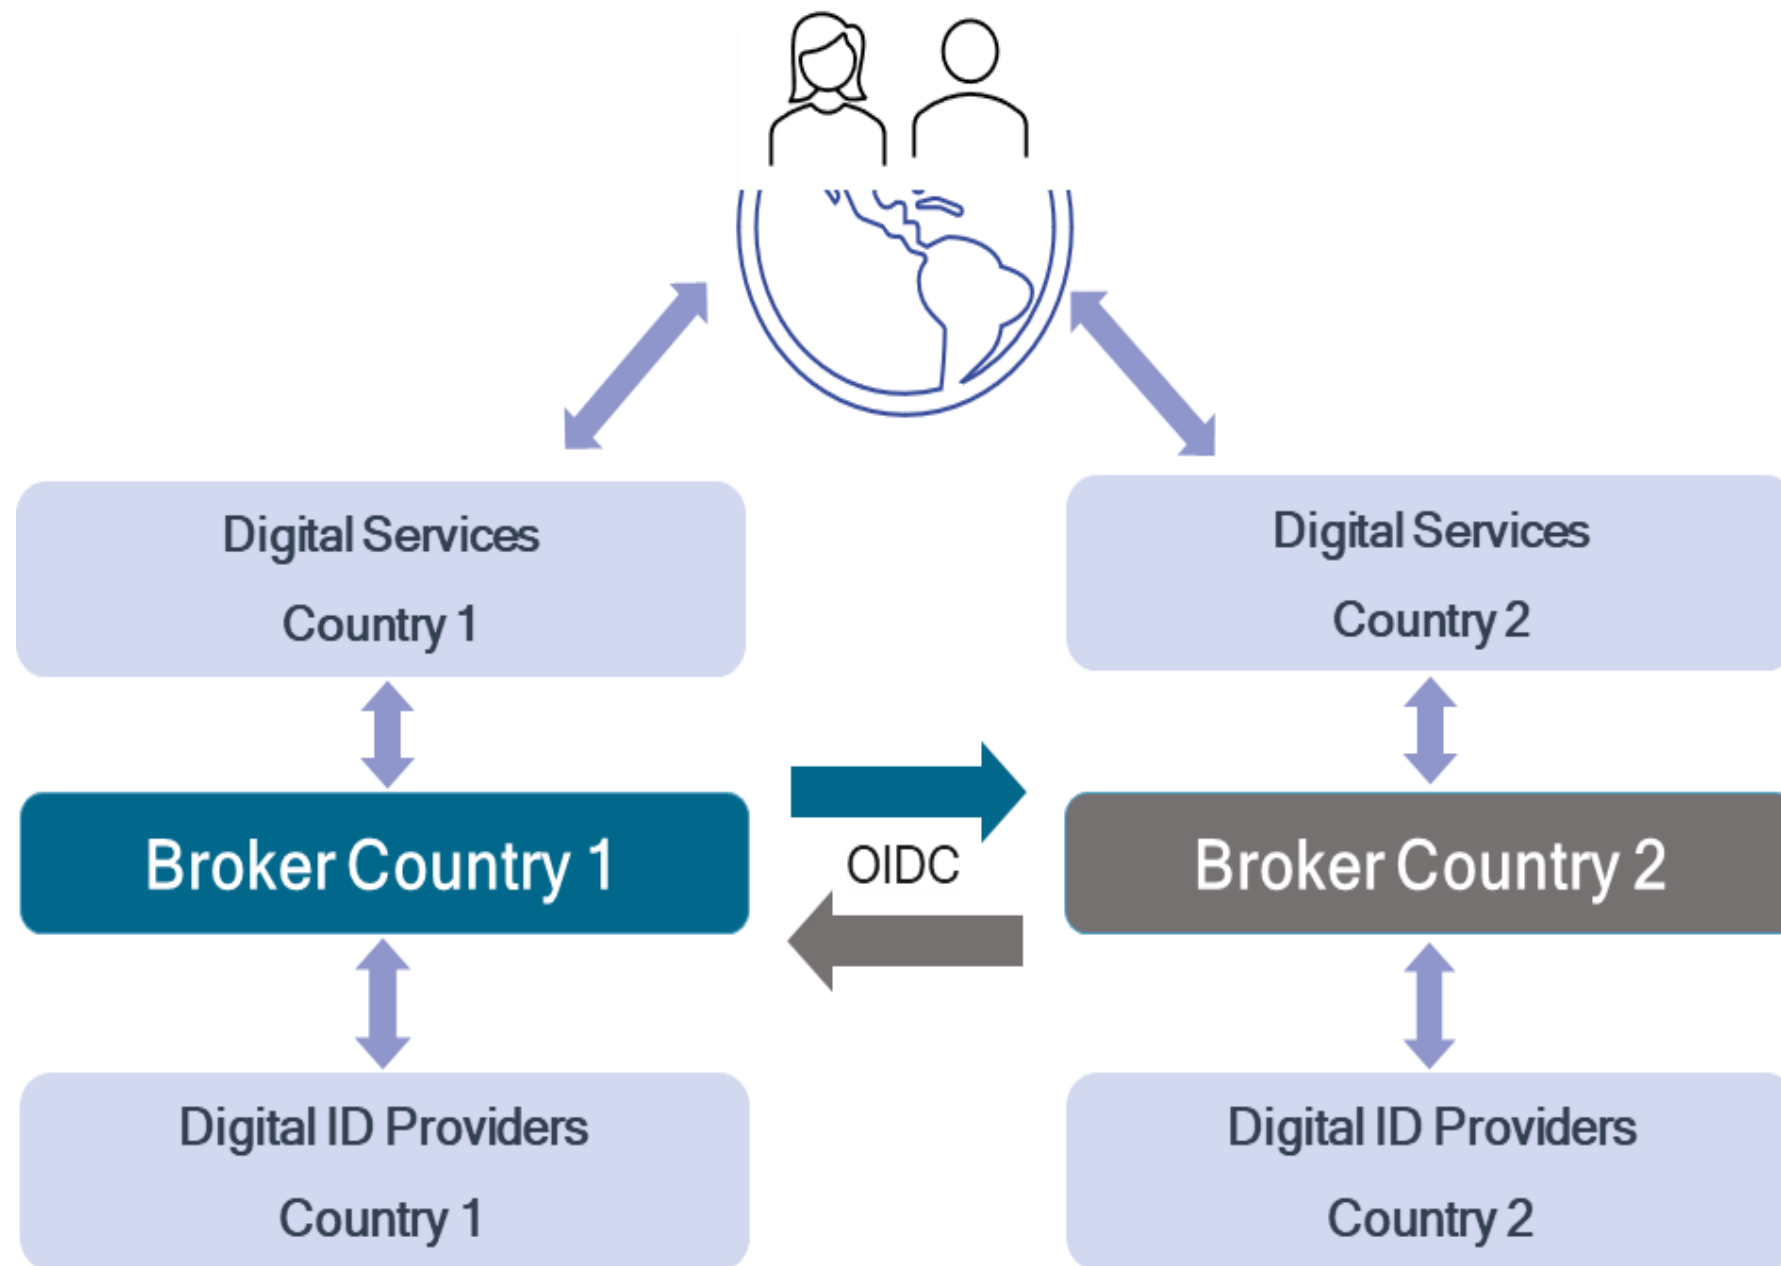 Digital Services
Country 1
Digital Services
Country 2
Broker Country 1
OIDC
Broker Country 2
Digital ID Providers
Country 1
Digital ID Providers
Country 2